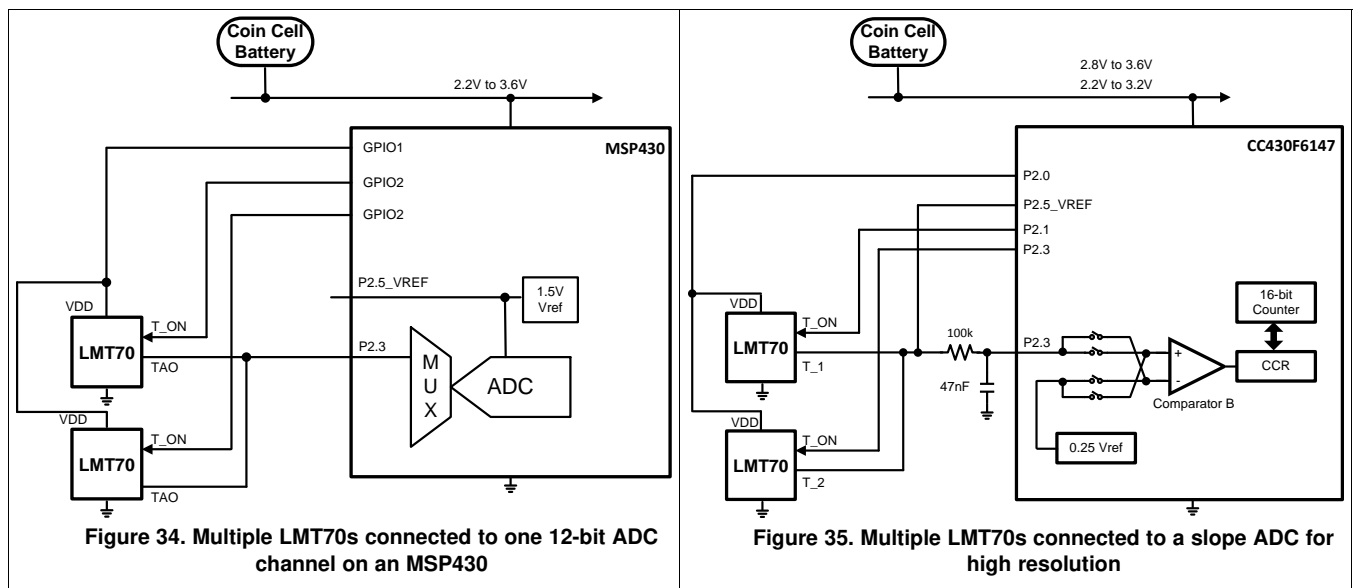 Coin Cell
Battery
2.2V to 3.6V
MSP430
GPIO1
GPIO2
GPIO2
P2.5_VREF
1.5V
Vref
VDD
T_ON
LMT70
TAO
P2.3
M
U
X
ADC
VDD
T_ON
LMT70
TAO
Figure 34. Multiple LMT70s connected to one 12-bit ADC
channel on an MSP430
Coin Cell
Battery
2.8V to 3.6V
2.2V to 3.2V
CC430F6147
P2.0
P2.5_VREF
P2.1
P2.3
VDD
T_ON
LMT70
T_1
100k
47nF
P2.3
+
-
Comparator B
16-bit
Counter
CCR
0.25 Vref
VDD
T_ON
LMT70
T_2
Figure 35. Multiple LMT70s connected to a slope ADC for
high resolution